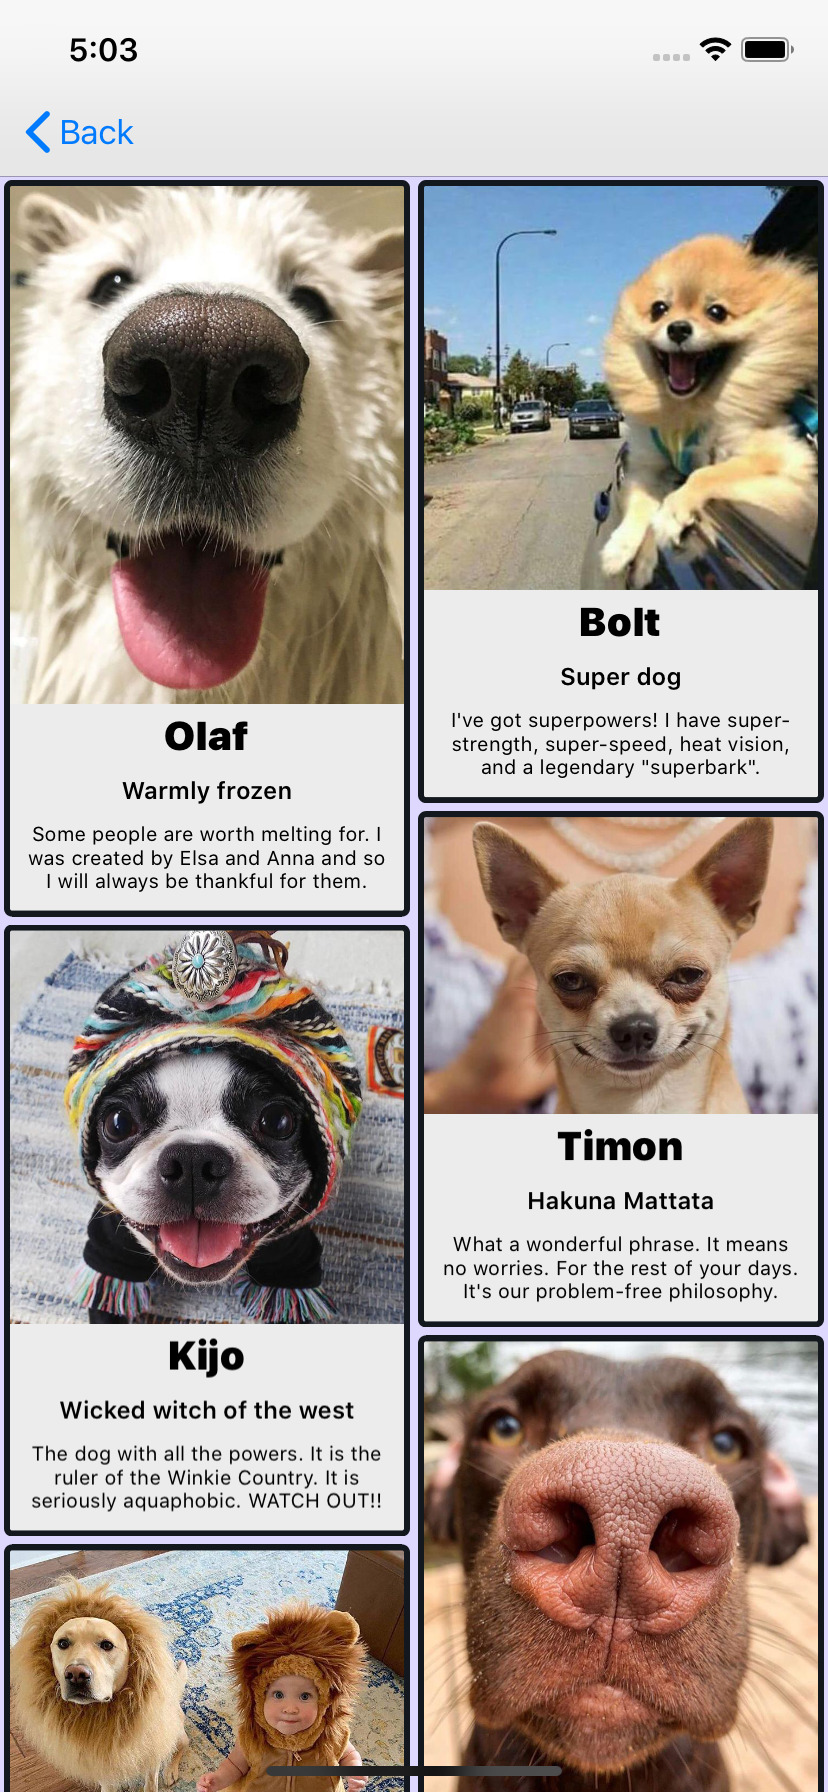 5:03
Back
Olaf
Warmly frozen
Some people are worth melting for. I
was created by Elsa and Anna and so
I will always be thankful for them.
Bolt
Super dog
I've got superpowers! I have super-
strength, super-speed, heat vision,
and a legendary "superbark".
Kijo
Wicked witch of the west
The dog with all the powers. It is the
ruler of the Winkie Country. It is
seriously aquaphobic. WATCH OUT!!
Timon
Hakuna Mattata
What a wonderful phrase. It means
no worries. For the rest of your days.
It's our problem-free philosophy.